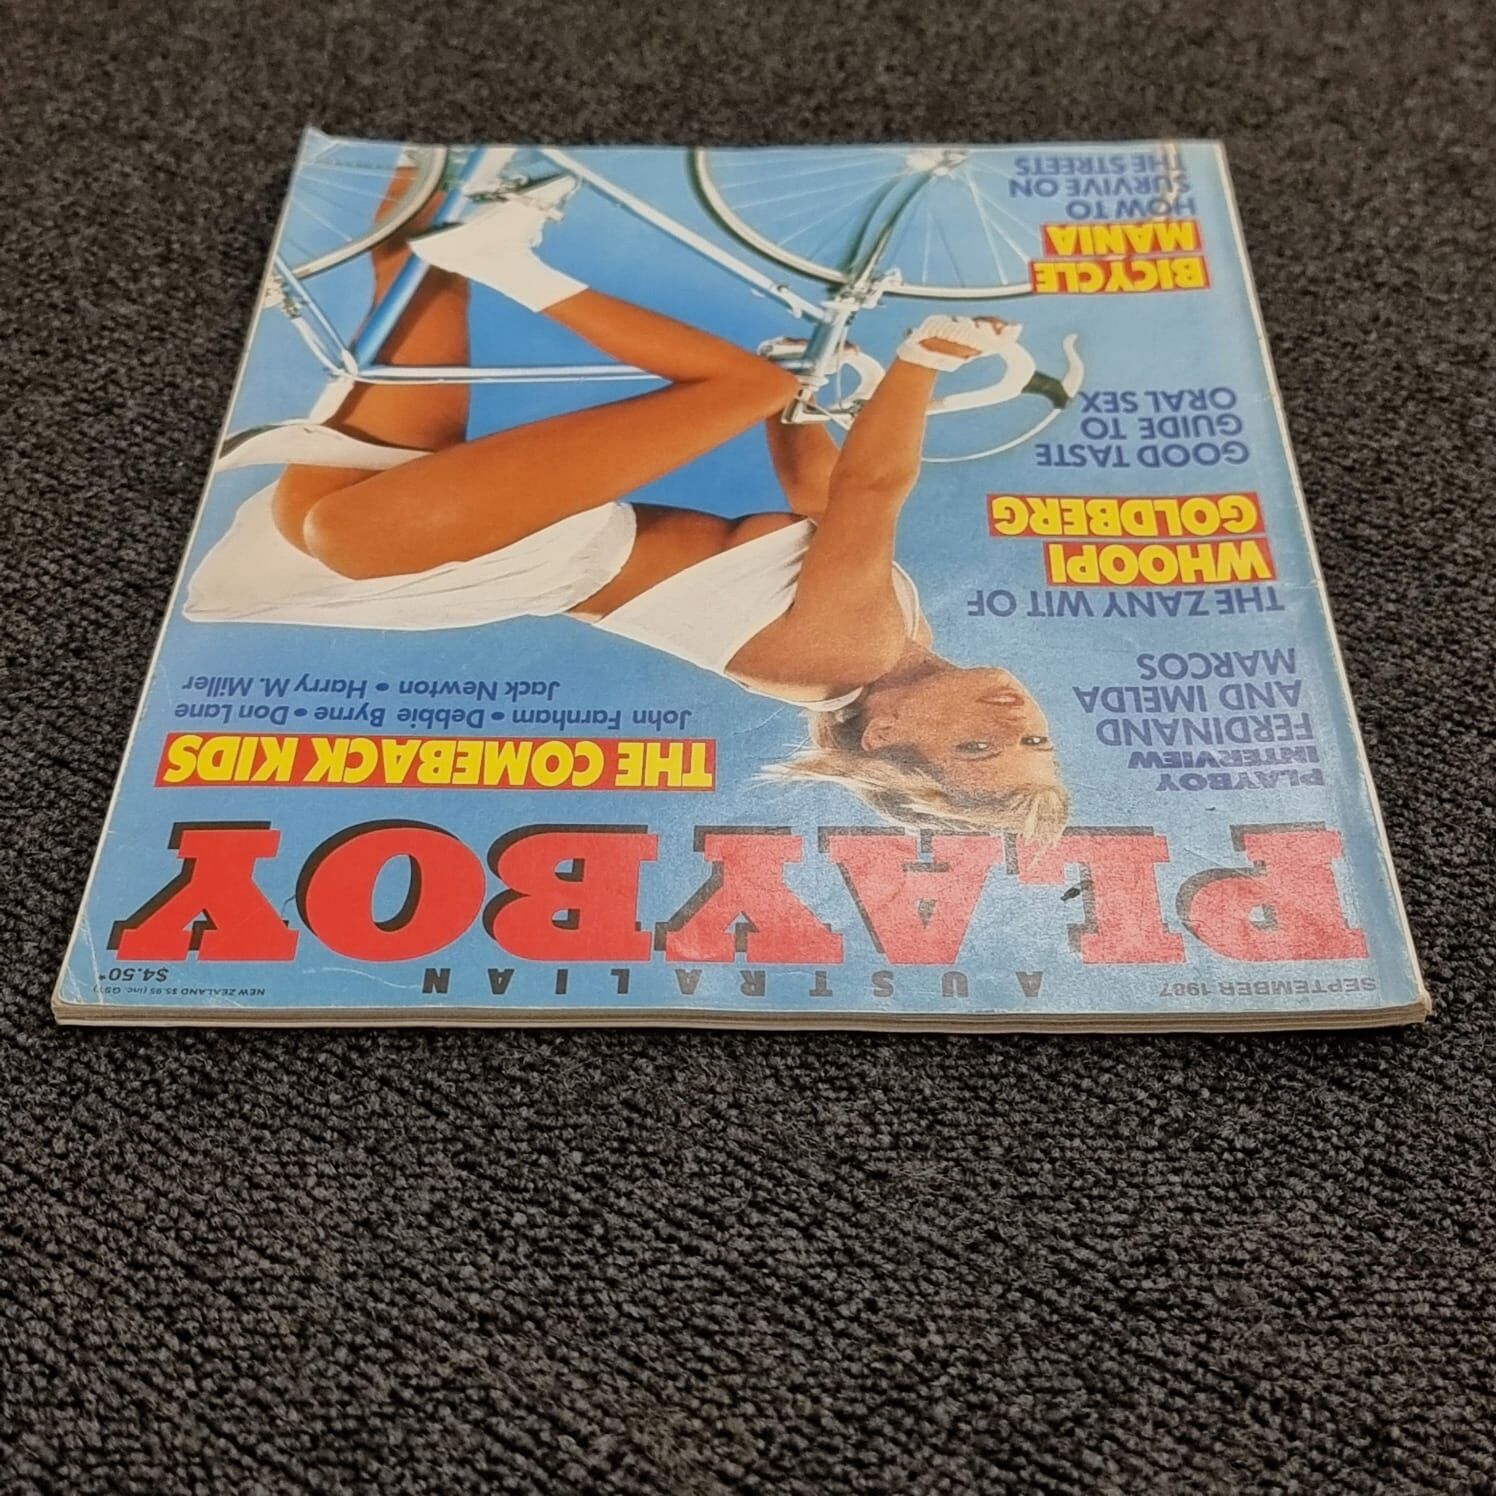 SEPTEMBER 1987
AUSTRALIAN
NEW ZEALAND $5.95 (inc. GST)
$4.50*
PLAYBOY
PLAYBOY
INTERVIEW
FERDINAND
AND IMELDA
MARCOS
THE ZANY WIT OF
WHOOPI
GOLDBERG
GOOD TASTE
GUIDE TO
ORAL SEX
BICYCLE
MANIA
HOW TO
SURVIVE ON
THE STREETS
THE COMEBACK KIDS
John Farnham • Debbie Byrne • Don Lane
Jack Newton • Harry M. Miller